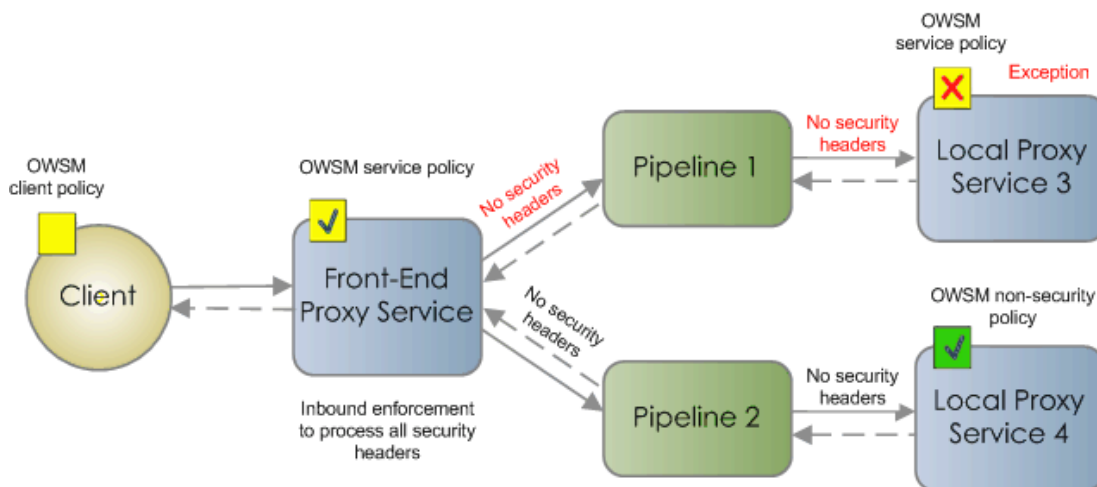 OWSM
service policy
Exception
OWSM
client policy
OWSM service policy
No security
headers
Pipeline 1
No security
headers
Local Proxy
Service 3
Client
Front-End
Proxy Service
No security
headers
OWSM non-security
policy
Inbound enforcement
to process all security
headers
Pipeline 2
No security
headers
Local Proxy
Service 4